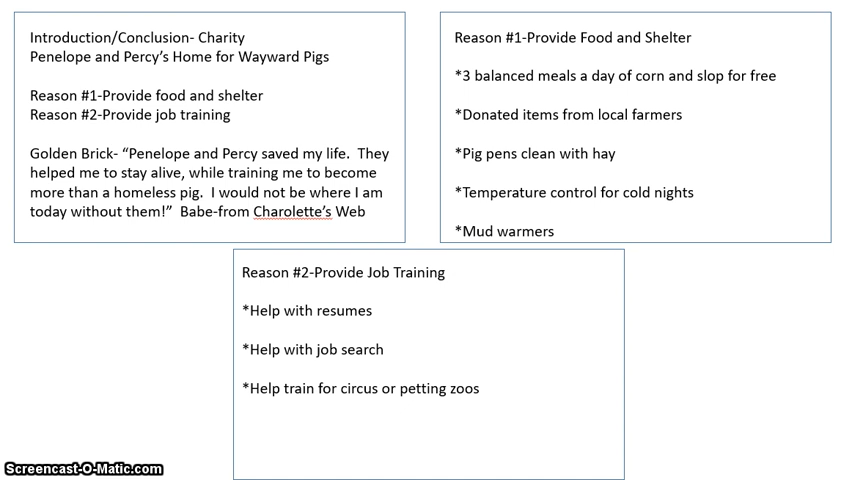 Introduction/Conclusion- Charity
Penelope and Percy’s Home for Wayward Pigs
Reason #1-Provide food and shelter
Reason #2-Provide job training
Golden Brick- “Penelope and Percy saved my life.  They
helped me to stay alive, while training me to become
more than a homeless pig.  I would not be where I am
today without them!”  Babe-from Charolette’s Web
Reason #1-Provide Food and Shelter
*3 balanced meals a day of corn and slop for free
*Donated items from local farmers
*Pig pens clean with hay
*Temperature control for cold nights
*Mud warmers
Reason #2-Provide Job Training
*Help with resumes
*Help with job search
*Help train for circus or petting zoos
Screencast-O-Matic.com